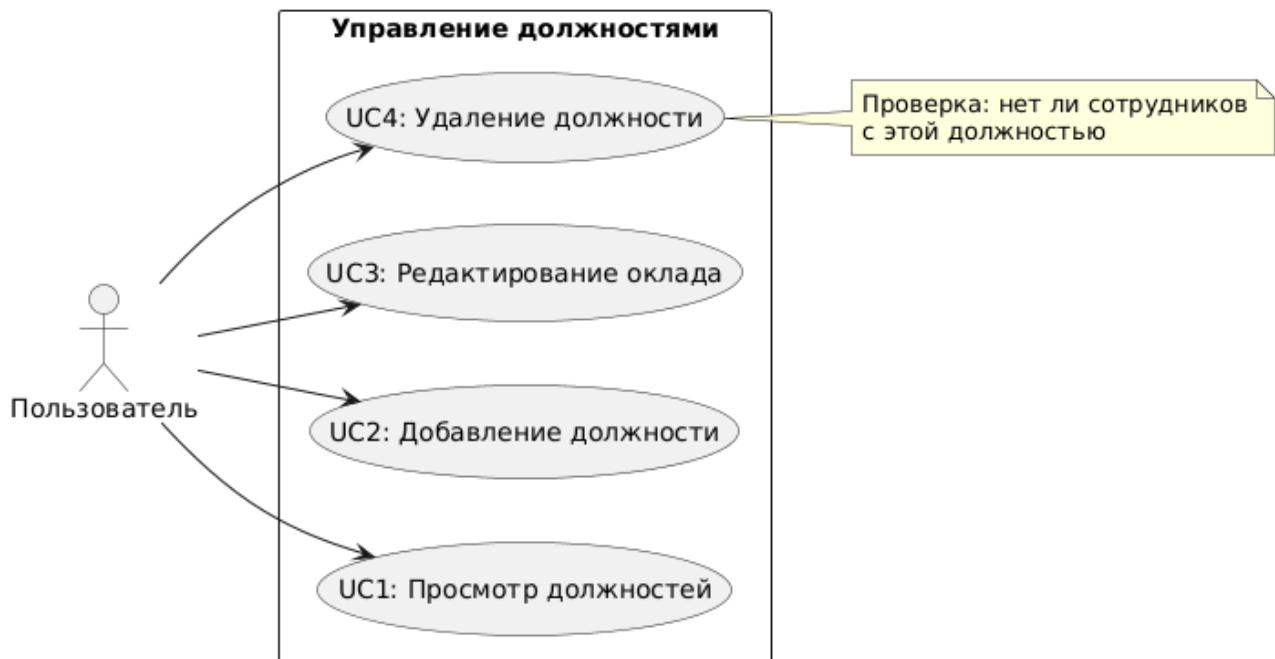 Управление должностями
UC4: Удаление должности
Проверка: нет ли сотрудников
с этой должностью
UC3: Редактирование оклада
Пользователь
UC2: Добавление должности
UC1: Просмотр должностей